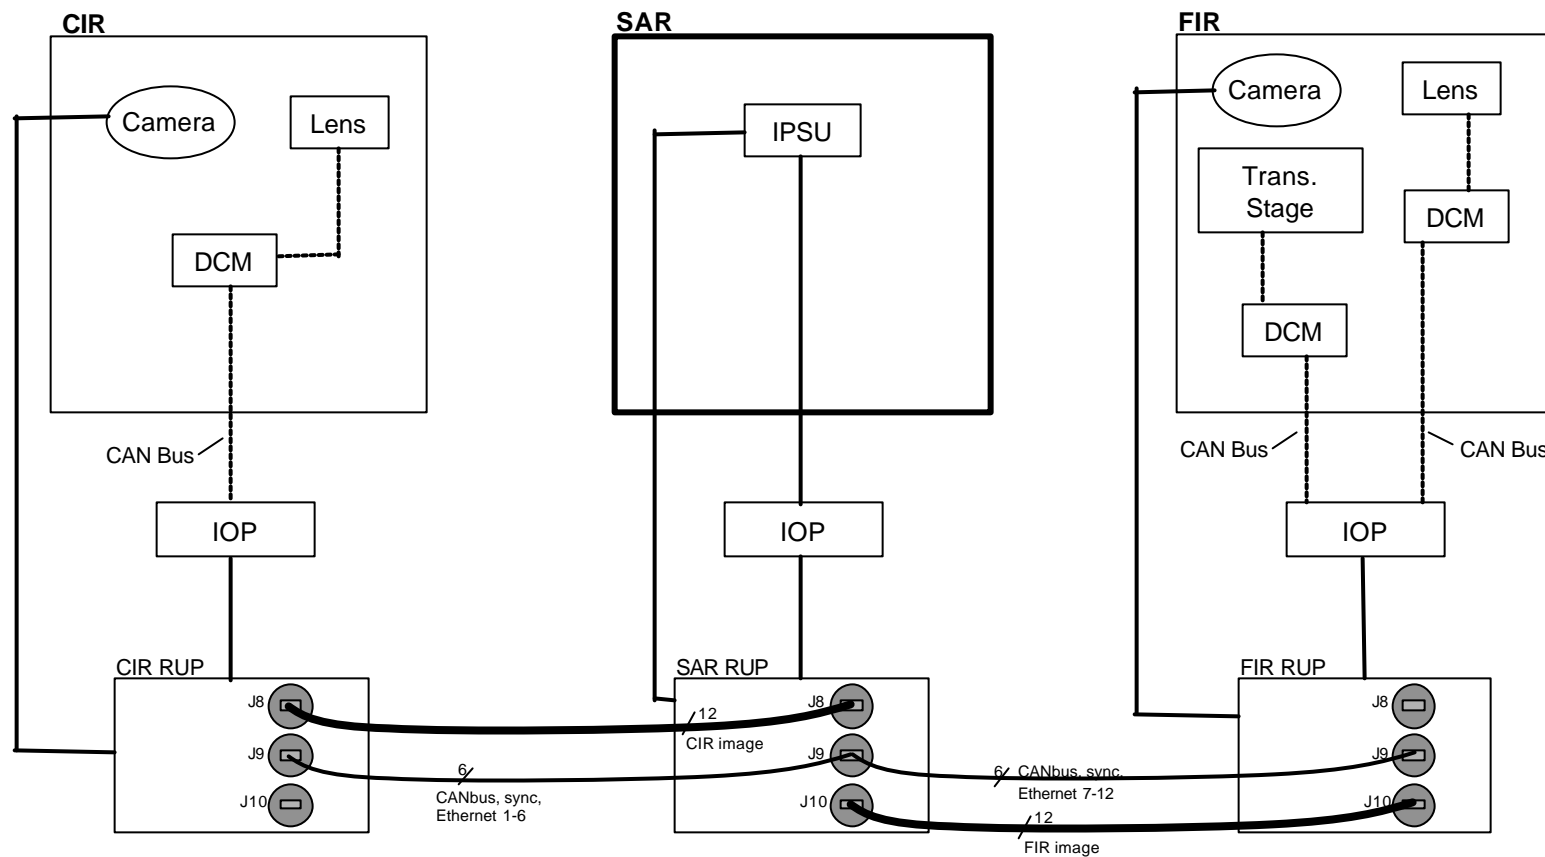 CIR
SAR
FIR
Camera
Lens
DCM
IPSU
Camera
Lens
Trans.
Stage
DCM
DCM
CAN Bus
CAN Bus
CAN Bus
IOP
IOP
IOP
CIR RUP
J8
J9
J10
SAR RUP
J8
J9
J10
FIR RUP
J8
J9
J10
12
CIR image
6
CANbus, sync,
Ethernet 1-6
6
CANbus, sync,
Ethernet 7-12
12
FIR image